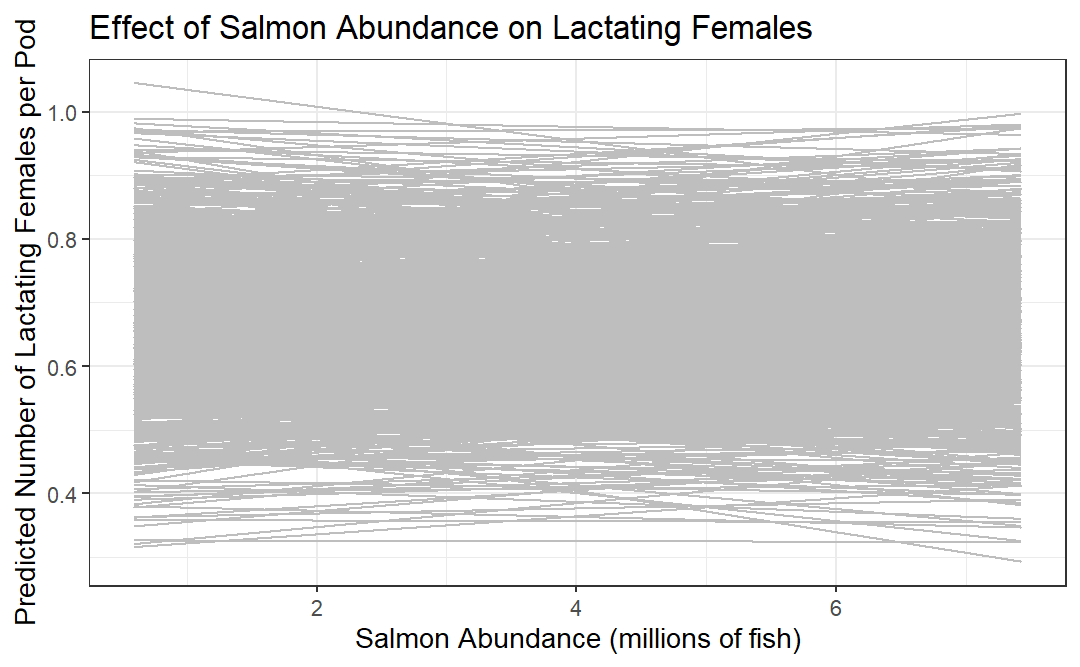 Effect of Salmon Abundance on Lactating Females
Predicted Number of Lactating Females per Pod
1.0
0.8
0.6
0.4
2 4 6
Salmon Abundance (millions of fish)